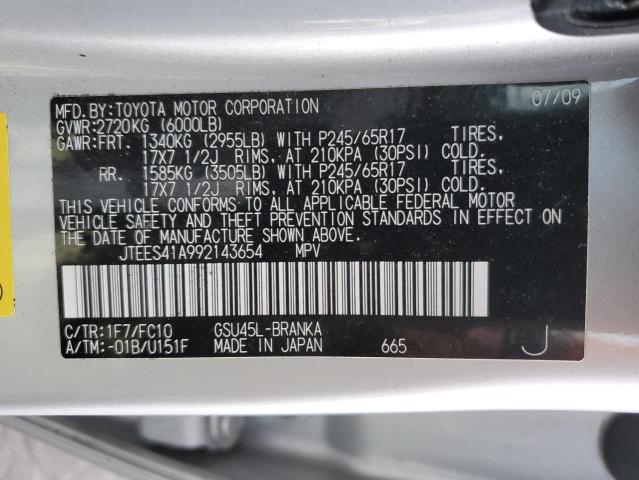 MFD.BY:TOYOTA MOTOR CORPORATION 07/09
GVWR:2720KG (6000LB)
GAWR:FRT. 1340KG (2955LB) WITH P245/65R17 TIRES,
17X7 1/2J RIMS, AT 210KPA (30PSI) COLD.
RR. 1585KG (3505LB) WITH P245/65R17 TIRES,
17X7 1/2J RIMS, AT 210KPA (30PSI) COLD.
THIS VEHICLE CONFORMS TO ALL APPLICABLE FEDERAL MOTOR
VEHICLE SAFETY AND THEFT PREVENTION STANDARDS IN EFFECT ON
THE DATE OF MANUFACTURE SHOWN ABOVE.
JTEES41A992143654 MPV
C/TR:1F7/FC10 GSU45L-BRANKA
A/TM:-01B/U151F MADE IN JAPAN 665 J